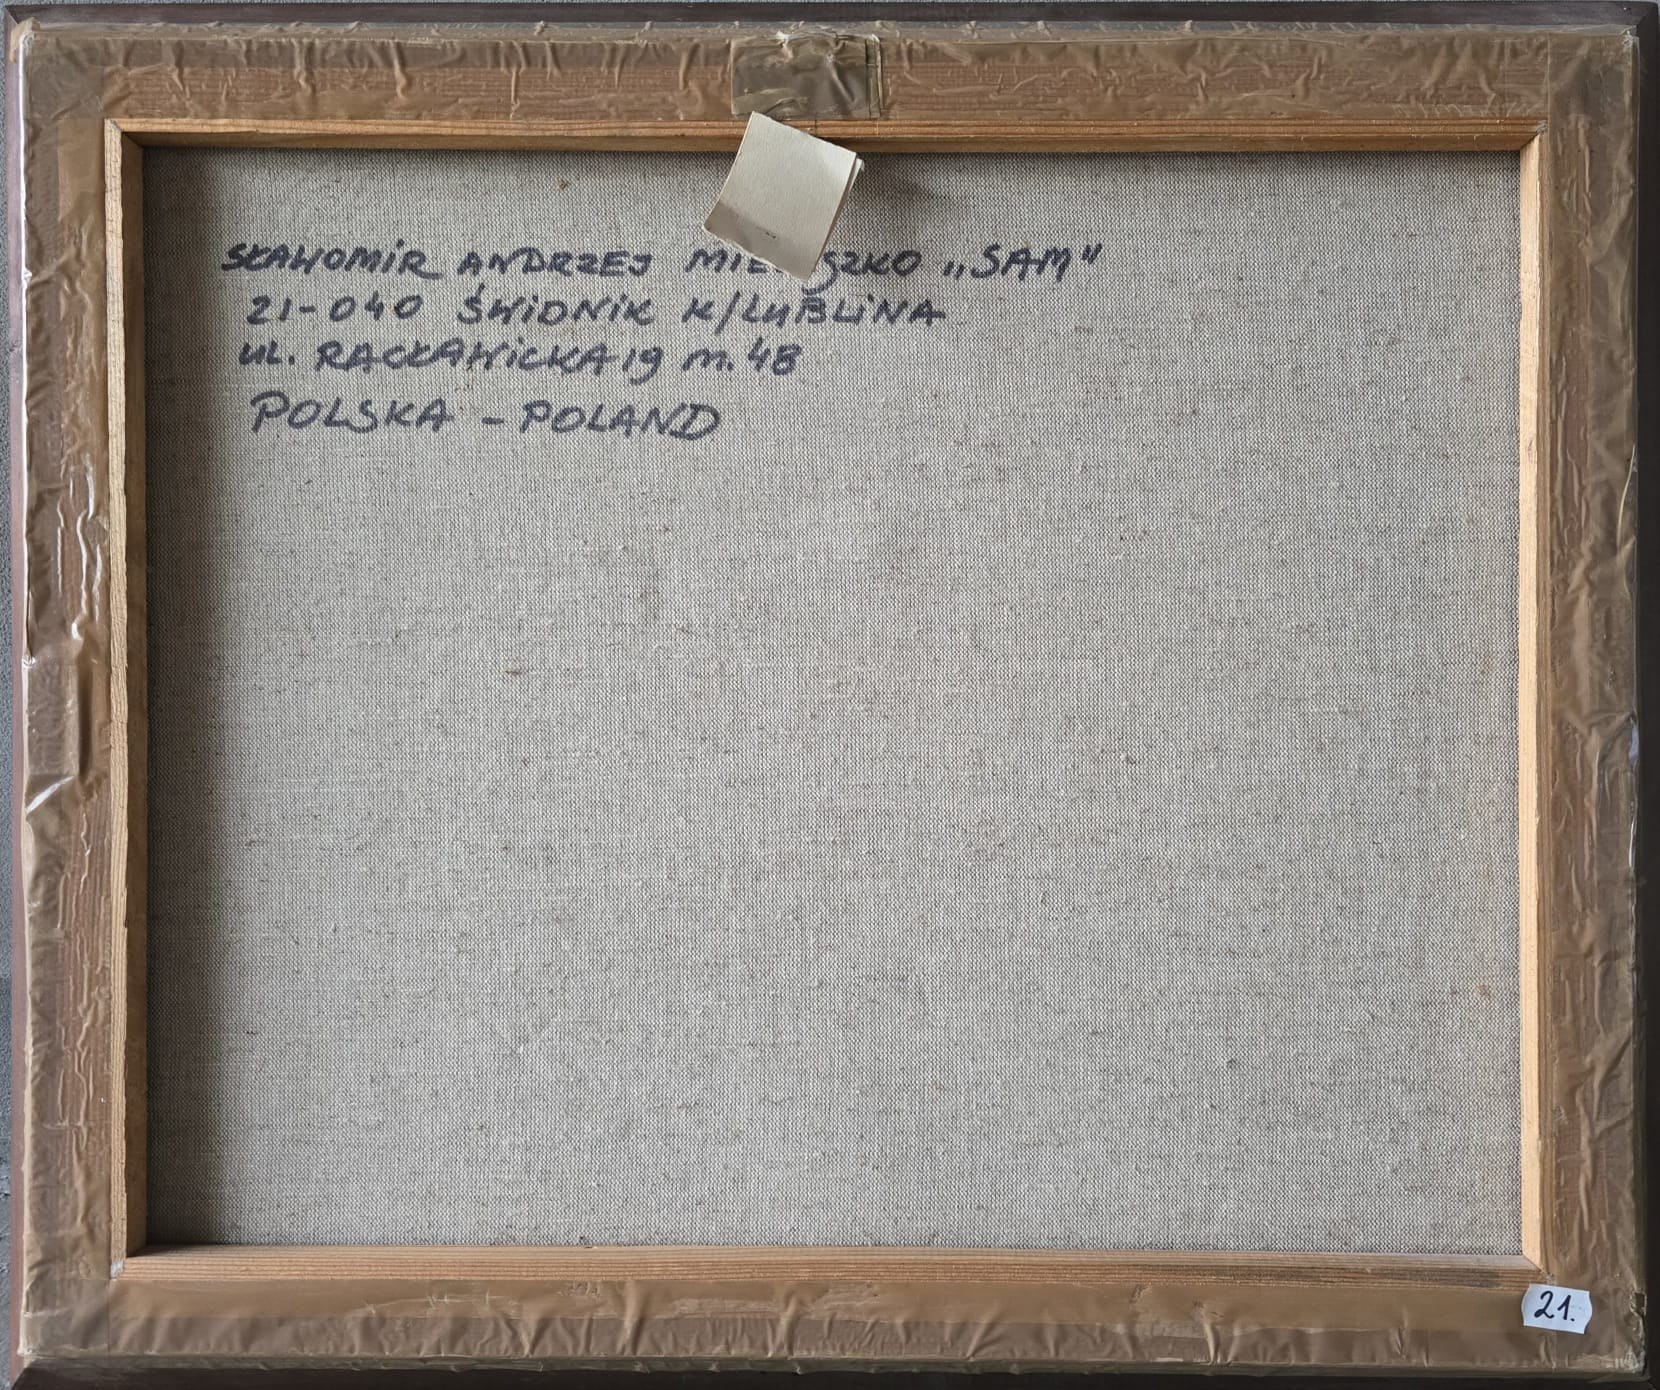 SŁAWOMIR ANDRZEJ „SAM"
21-040 ŚWIDNIK K/LUBLINA
UL. RACŁAWICKA 19 m. 48
POLSKA - POLAND
21.